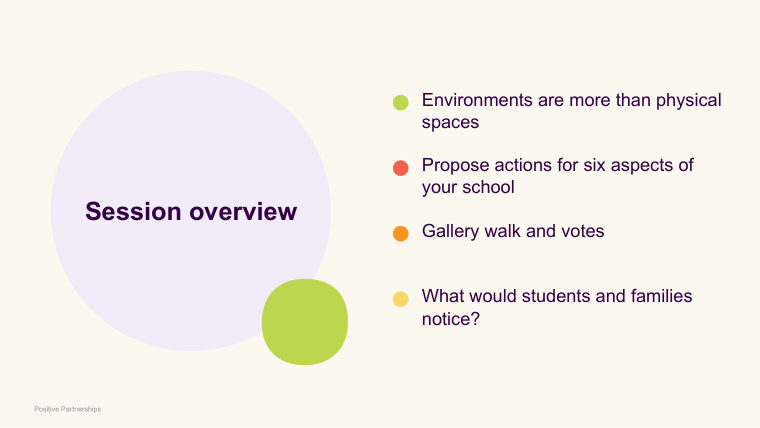 Session overview
Environments are more than physical
spaces
Propose actions for six aspects of
your school
Gallery walk and votes
What would students and families
notice?
Positive Partnerships